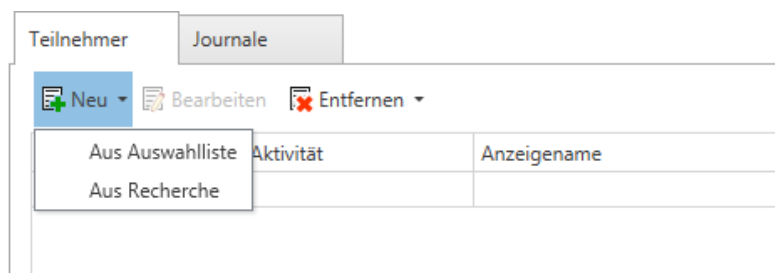 Teilnehmer Journale
Neu Bearbeiten Entfernen
Aus Auswahlliste Aktivität Anzeigename
Aus Recherche